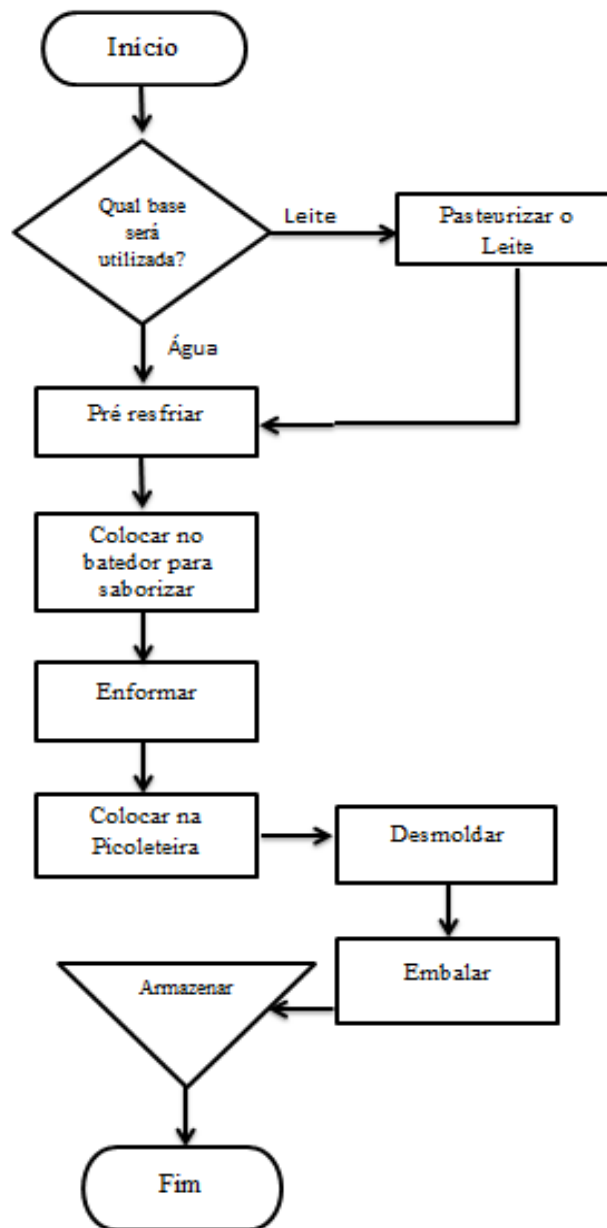 Início
Qual base
será
utilizada?
Leite
Pasteurizar o
Leite
Água
Pré resfriar
Colocar no
batedor para
saborizar
Enformar
Colocar na
Picoleteira
Desmoldar
Embalar
Armazenar
Fim